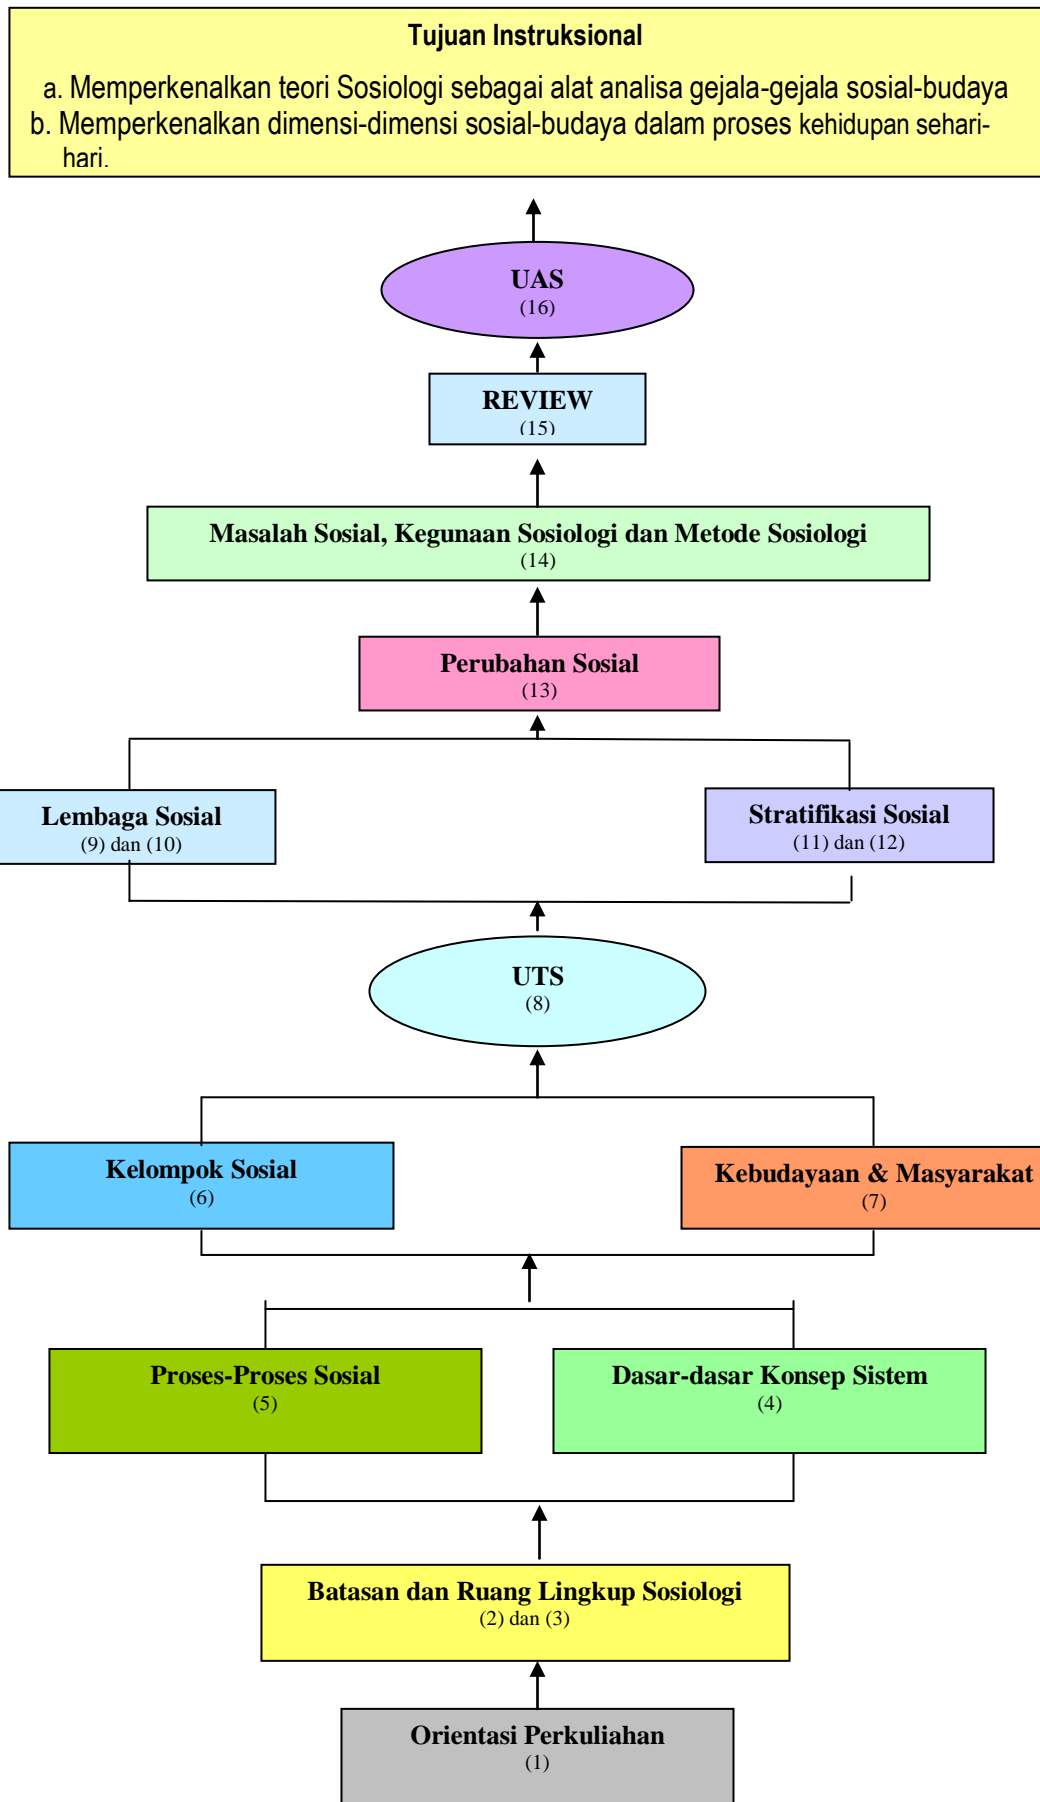 Tujuan Instruksional
a. Memperkenalkan teori Sosiologi sebagai alat analisa gejala-gejala sosial-budaya
b. Memperkenalkan dimensi-dimensi sosial-budaya dalam proses kehidupan sehari-
hari.
UAS
(16)
REVIEW
(15)
Masalah Sosial, Kegunaan Sosiologi dan Metode Sosiologi
(14)
Perubahan Sosial
(13)
Lembaga Sosial
(9) dan (10)
Stratifikasi Sosial
(11) dan (12)
UTS
(8)
Kelompok Sosial
(6)
Kebudayaan & Masyarakat
(7)
Proses-Proses Sosial
(5)
Dasar-dasar Konsep Sistem
(4)
Batasan dan Ruang Lingkup Sosiologi
(2) dan (3)
Orientasi Perkuliahan
(1)